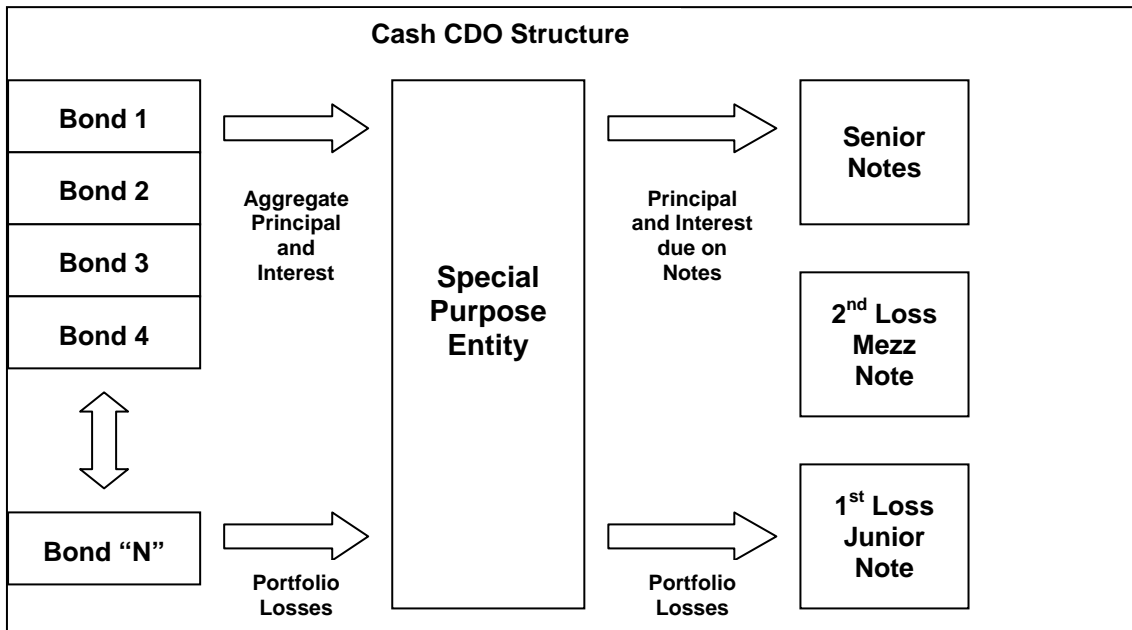 Cash CDO Structure
Bond 1
Bond 2
Bond 3
Bond 4
Bond “N”
Aggregate
Principal
and
Interest
Portfolio
Losses
Special
Purpose
Entity
Principal
and Interest
due on
Notes
Portfolio
Losses
Senior
Notes
2nd Loss
Mezz
Note
1st Loss
Junior
Note